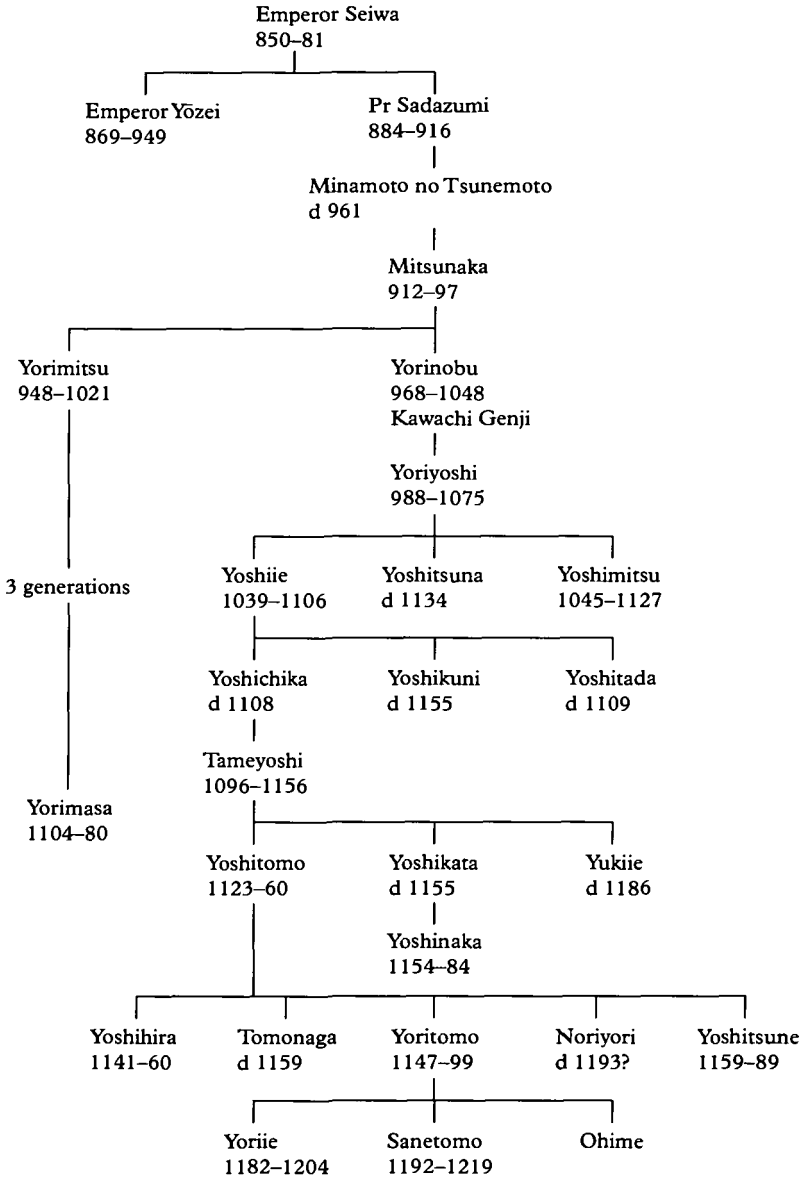 Emperor Seiwa
850–81
Emperor Yōzei
869–949
Pr Sadazumi
884–916
Minamoto no Tsunemoto
d 961
Mitsunaka
912–97
Yorimitsu
948–1021
Yorinobu
968–1048
Kawachi Genji
Yoriyoshi
988–1075
3 generations
Yoshiie
1039–1106
Yoshitsuna
d 1134
Yoshimitsu
1045–1127
Yoshichika
d 1108
Yoshikuni
d 1155
Yoshitada
d 1109
Tameyoshi
1096–1156
Yorimasa
1104–80
Yoshitomo
1123–60
Yoshikata
d 1155
Yukiie
d 1186
Yoshinaka
1154–84
Yoshihira
1141–60
Tomonaga
d 1159
Yoritomo
1147–99
Noriyori
d 1193?
Yoshitsune
1159–89
Yoriie
1182–1204
Sanetomo
1192–1219
Ohime